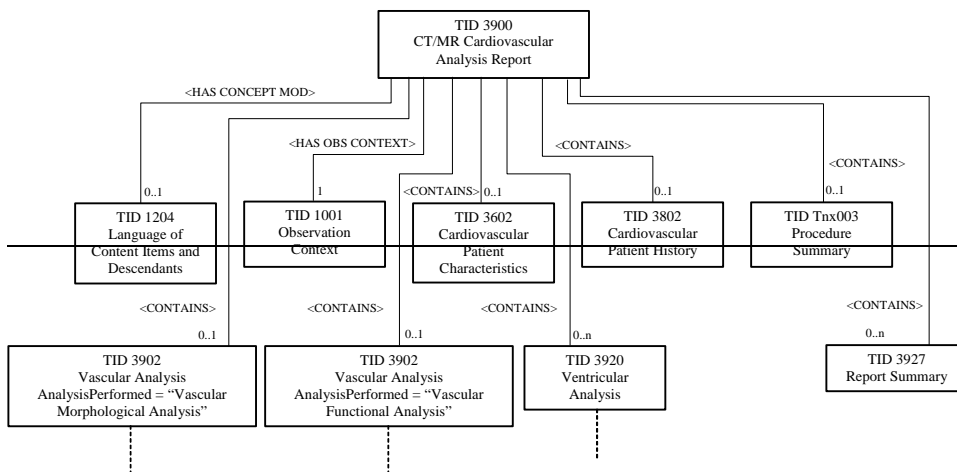 TID 3900
CT/MR Cardiovascular
Analysis Report
<HAS CONCEPT MOD>
<HAS OBS CONTEXT>
<CONTAINS>
<CONTAINS>
<CONTAINS>
0..1
1
0..1
0..1
0..1
TID 1204
Language of
Content Items and
Descendants
TID 1001
Observation
Context
TID 3602
Cardiovascular
Patient
Characteristics
TID 3802
Cardiovascular
Patient History
TID Tnx003
Procedure
Summary
<CONTAINS>
<CONTAINS>
<CONTAINS>
<CONTAINS>
0..1
0..1
0..n
0..n
TID 3902
Vascular Analysis
AnalysisPerformed = “Vascular
Morphological Analysis”
TID 3902
Vascular Analysis
AnalysisPerformed = “Vascular
Functional Analysis”
TID 3920
Ventricular
Analysis
TID 3927
Report Summary